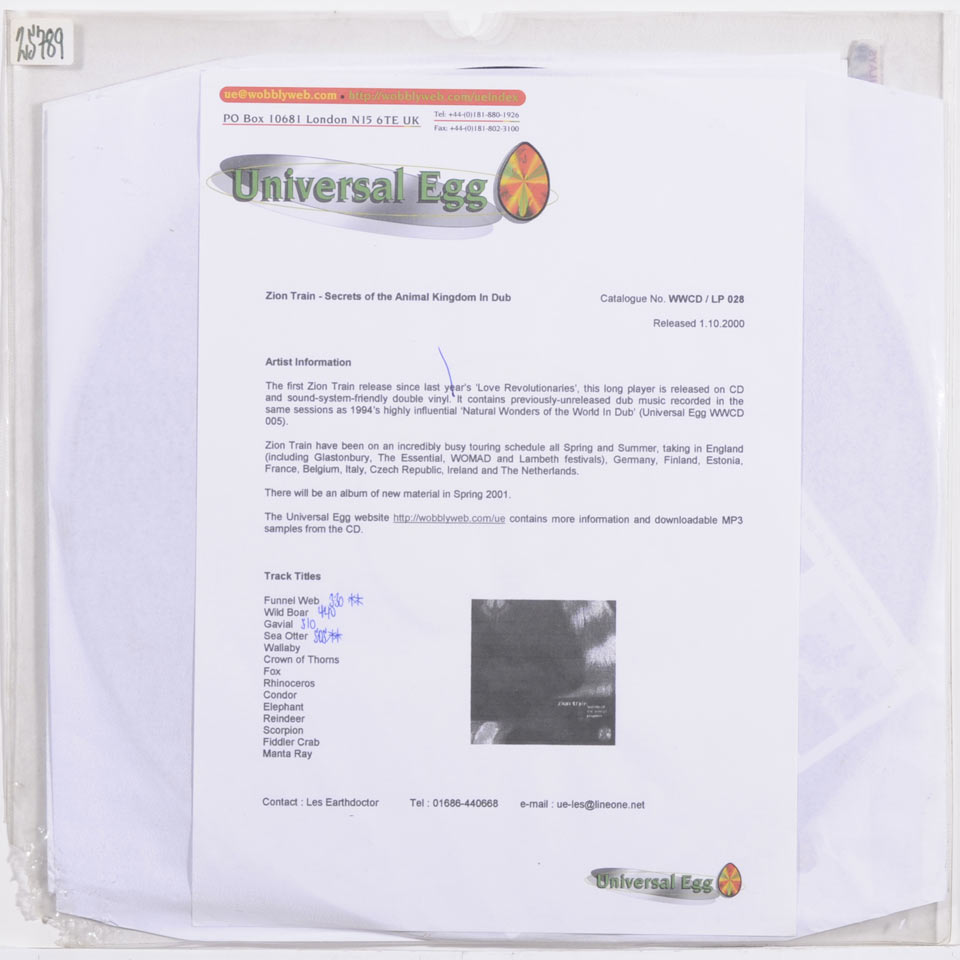 25789
ue@wobblyweb.com • http://wobblyweb.com/ueindex
PO Box 10681 London N15 6TE UK
Tel: +44-(0)181-880-1926
Fax: +44-(0)181-802-3100
Universal Egg
Zion Train - Secrets of the Animal Kingdom In Dub
Catalogue No. WWCD / LP 028
Released 1.10.2000
Artist Information
The first Zion Train release since last year's 'Love Revolutionaries', this long player is released on CD
and sound-system-friendly double vinyl. It contains previously-unreleased dub music recorded in the
same sessions as 1994's highly influential 'Natural Wonders of the World In Dub' (Universal Egg WWCD
005).
Zion Train have been on an incredibly busy touring schedule all Spring and Summer, taking in England
(including Glastonbury, The Essential, WOMAD and Lambeth festivals), Germany, Finland, Estonia,
France, Belgium, Italy, Czech Republic, Ireland and The Netherlands.
There will be an album of new material in Spring 2001.
The Universal Egg website http://wobblyweb.com/ue contains more information and downloadable MP3
samples from the CD.
Track Titles
Funnel Web 530 **
Wild Boar 440
Gavial 510
Sea Otter **
Wallaby
Crown of Thorns
Fox
Rhinoceros
Condor
Elephant
Reindeer
Scorpion
Fiddler Crab
Manta Ray
zion train
Contact : Les Earthdoctor Tel : 01686-440668 e-mail : ue-les@lineone.net
Universal Egg